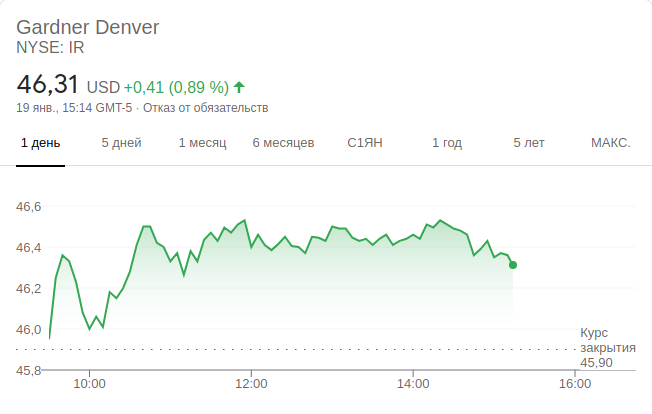 Gardner Denver
NYSE: IR
46,31 USD +0,41 (0,89 %)
19 янв., 15:14 GMT-5 · Отказ от обязательств
1 день 5 дней 1 месяц 6 месяцев С1ЯН 1 год 5 лет МАКС.
46,6
46,4
46,2
46,0
45,8
Курс
закрытия
45,90
10:00 12:00 14:00 16:00